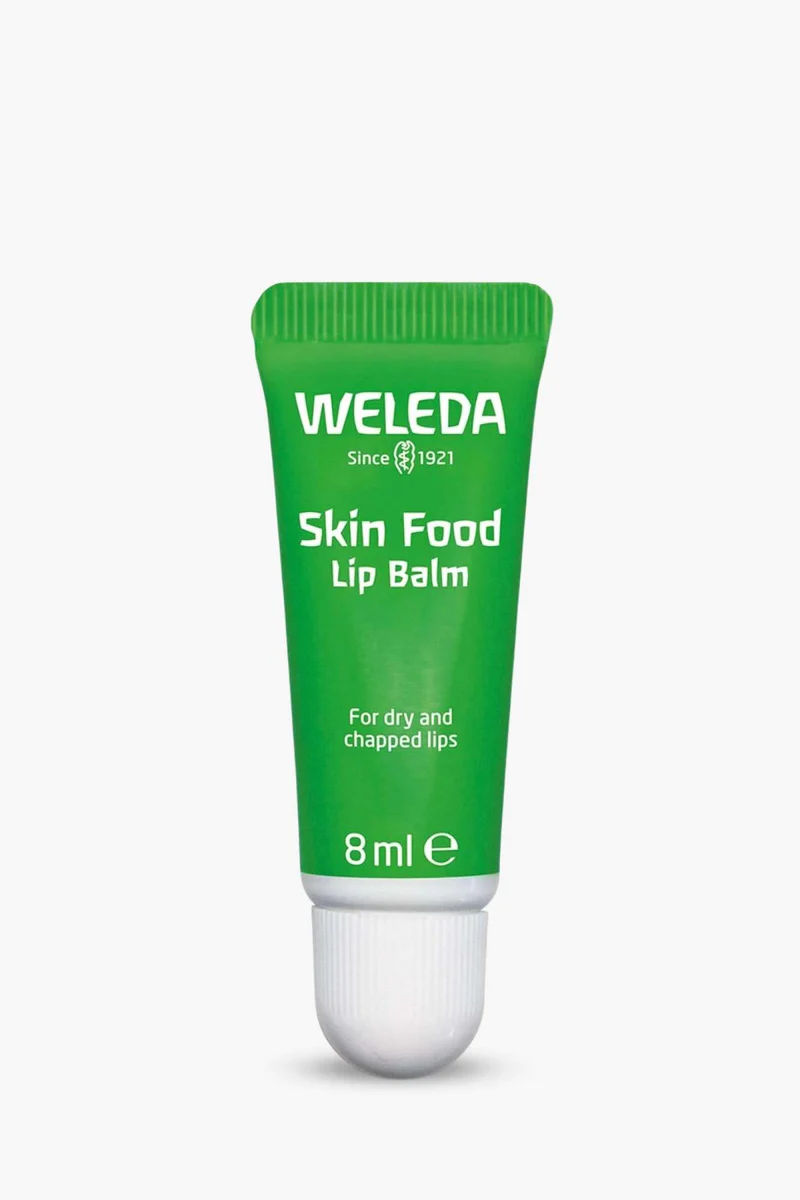 WELEDA
Since 1921
Skin Food
Lip Balm
For dry and
chapped lips
8 ml ℮